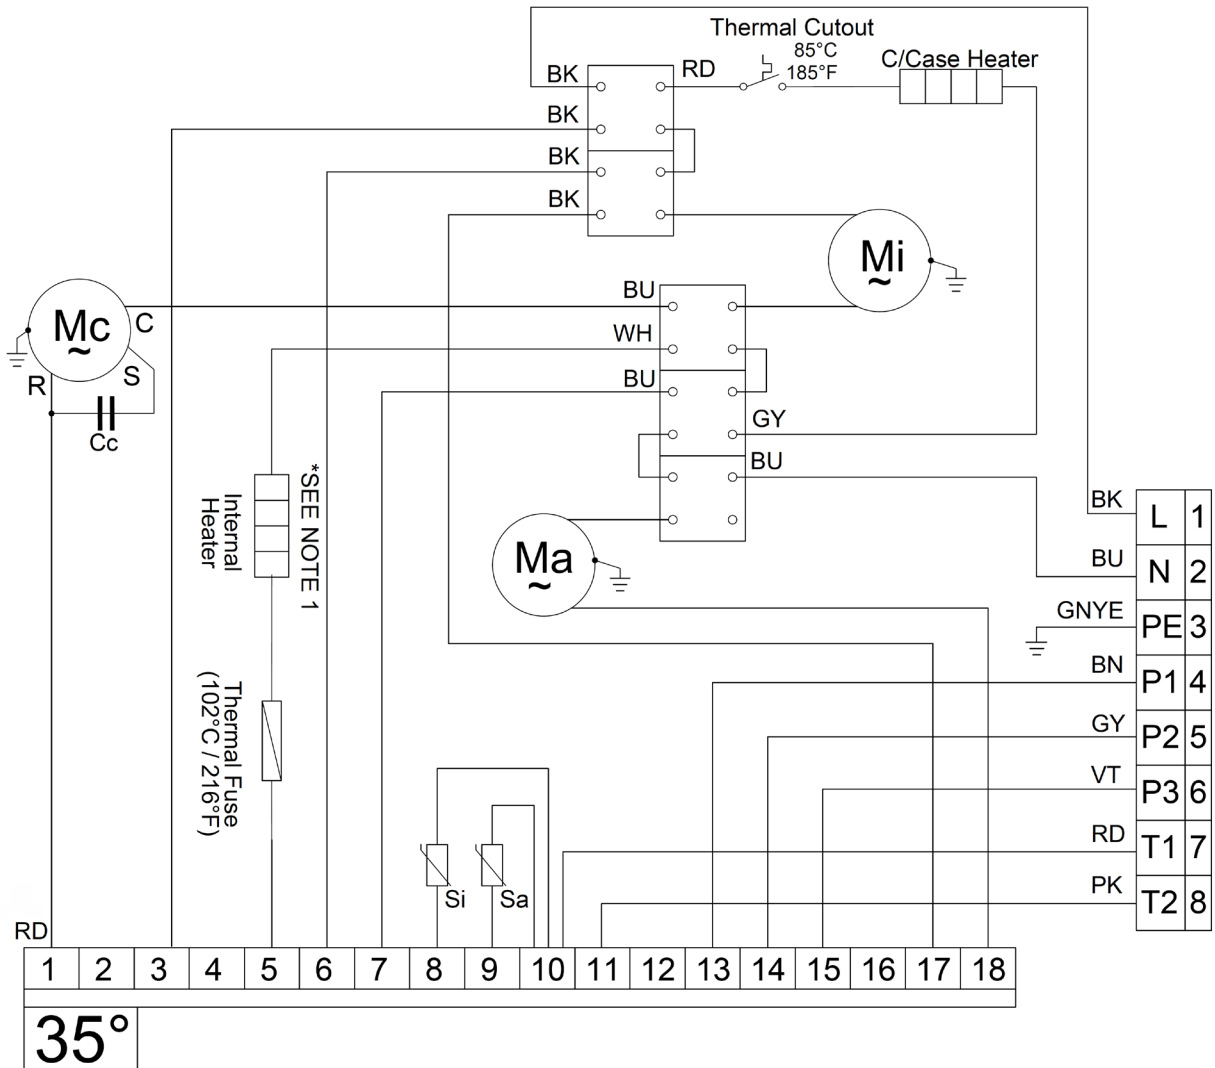 Thermal Cutout
85°C
185°F
C/Case Heater
BK
RD
BK
BK
BK
Mi
~
BU
WH
BU
GY
BU
Mc
~
C
S
R
Cc
Internal
Heater
*SEE NOTE 1
Thermal Fuse
(102°C / 216°F)
Ma
~
BK
L 1
BU
N 2
GNYE
PE 3
BN
P1 4
GY
P2 5
VT
P3 6
RD
T1 7
PK
T2 8
Si
Sa
RD
1 2 3 4 5 6 7 8 9 10 11 12 13 14 15 16 17 18
35°